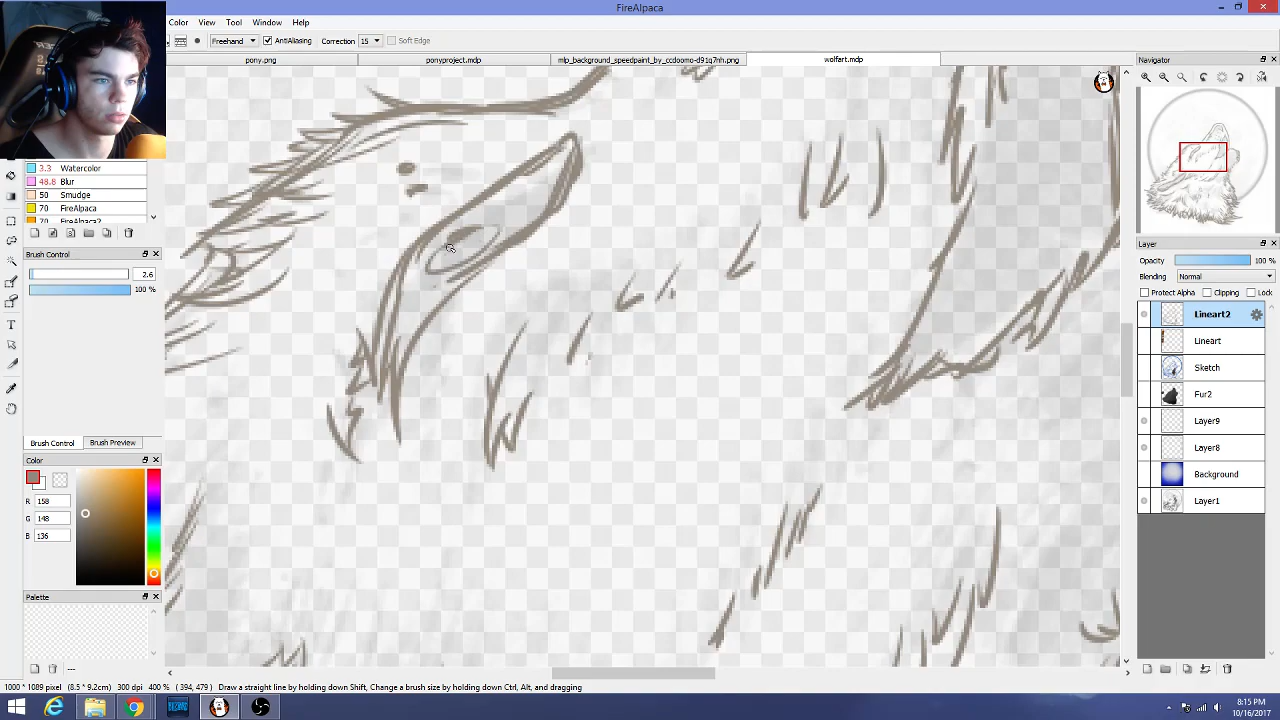 FireAlpaca
Color View Tool Window Help
Freehand AntiAliasing Correction 15 Soft Edge
pony.png ponyproject.mdp mlp_background_speedpaint_by_ccdoomo-d91q7nh.png wolfart.mdp
Navigator
3.3 Watercolor
48.8 Blur
50 Smudge
70 FireAlpaca
70 FireAlpaca2
Brush Control
2.6
100 %
Brush Control Brush Preview
Color
R 158
G 148
B 136
Palette
---
Layer
Opacity 100 %
Blending Normal
Protect Alpha Clipping Lock
Lineart2
Lineart
Sketch
Fur2
Layer9
Layer8
Background
Layer1
1000 * 1089 pixel (8.5 * 9.2cm) 300 dpi 400 % ( 394, 479 ) Draw a straight line by holding down Shift, Change a brush size by holding down Ctrl, Alt, and dragging
8:15 PM
10/16/2017